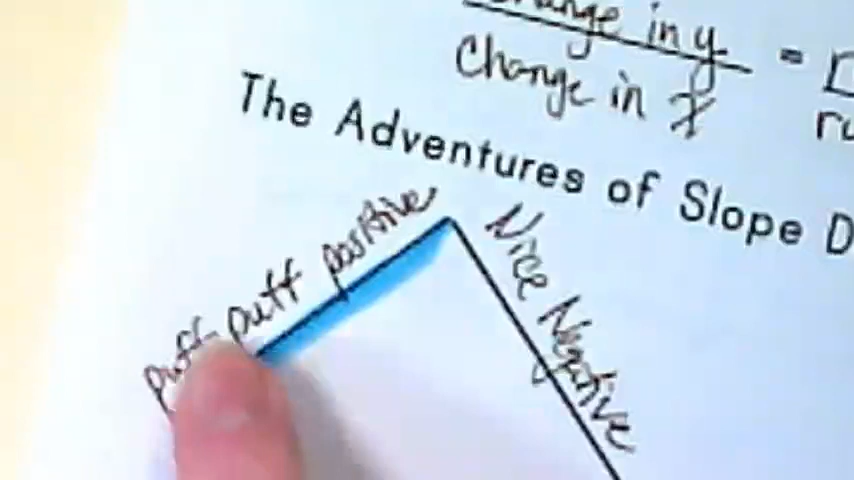 Change in y
Change in x
=
The Adventures of Slope D
Puff puff positive
Nice Negative